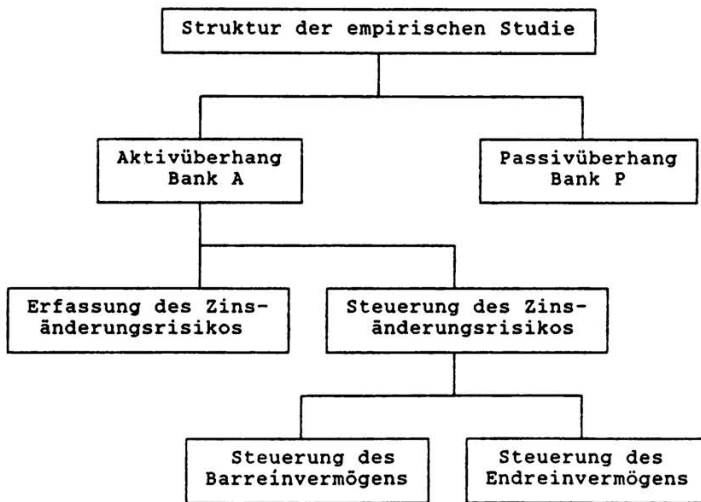 Struktur der empirischen Studie
Aktivüberhang
Bank A
Passivüberhang
Bank P
Erfassung des Zins-
änderungsrisikos
Steuerung des Zins-
änderungsrisikos
Steuerung des
Barreinvermögens
Steuerung des
Endreinvermögens